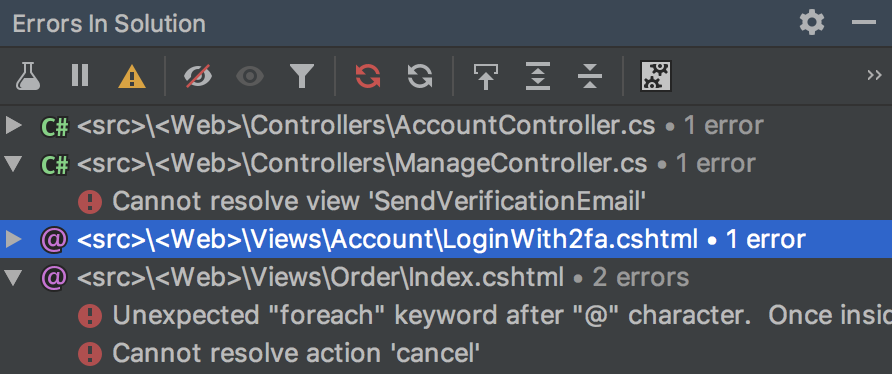 Errors In Solution
C# <src>\<Web>\Controllers\AccountController.cs • 1 error
C# <src>\<Web>\Controllers\ManageController.cs • 1 error
Cannot resolve view 'SendVerificationEmail'
@ <src>\<Web>\Views\Account\LoginWith2fa.cshtml • 1 error
@ <src>\<Web>\Views\Order\Index.cshtml • 2 errors
Unexpected "foreach" keyword after "@" character.  Once insid
Cannot resolve action 'cancel'